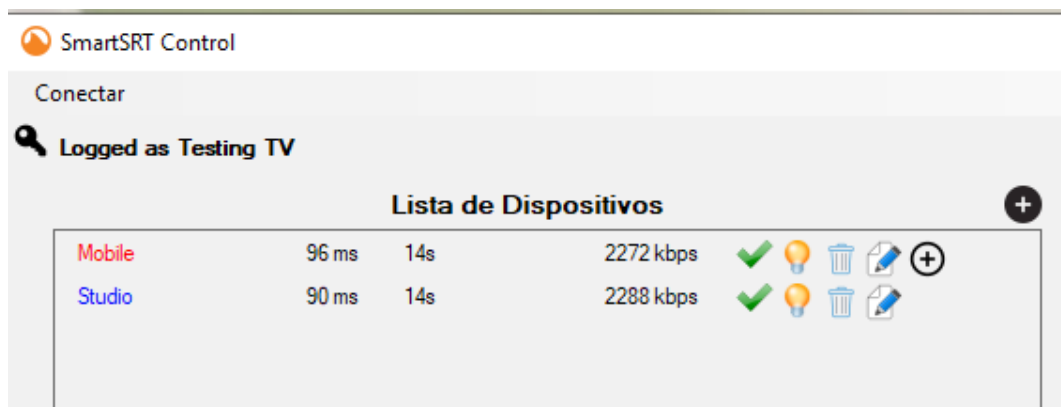 SmartSRT Control
Conectar
Logged as Testing TV
Lista de Dispositivos
Mobile 96 ms 14s 2272 kbps
Studio 90 ms 14s 2288 kbps